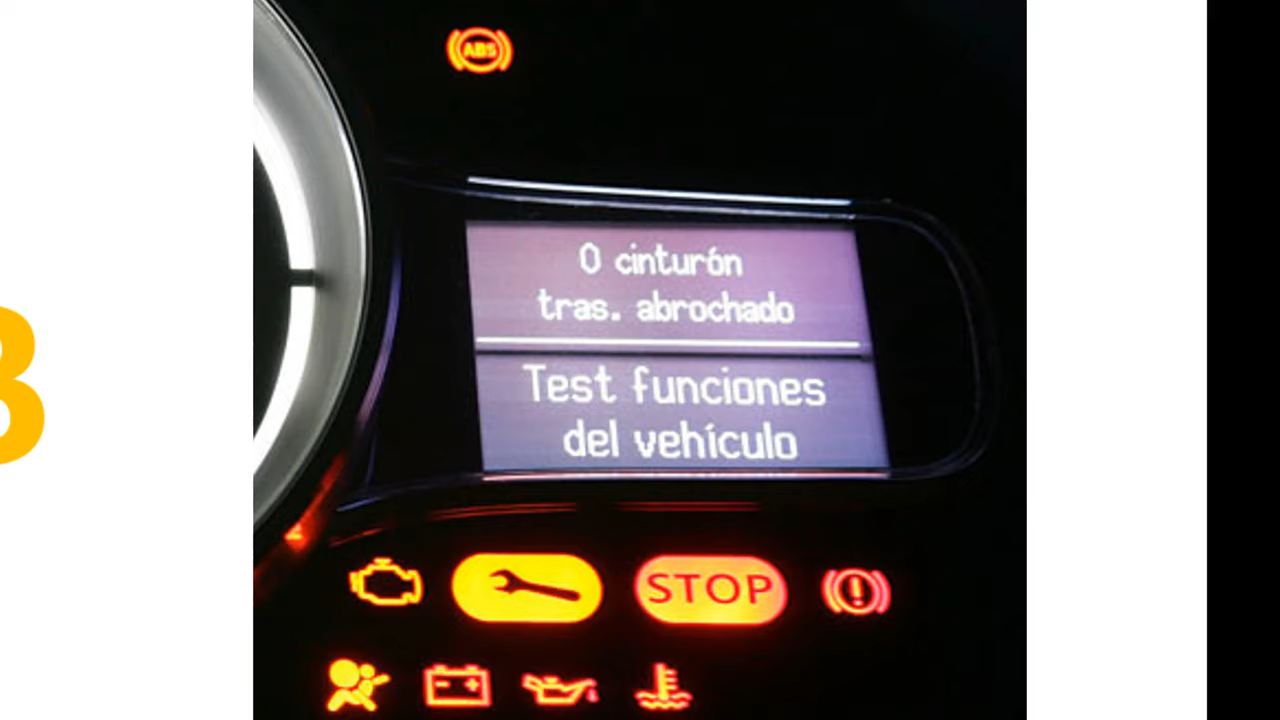 ABS
0 cinturón
tras. abrochado
Test funciones
del vehículo
STOP